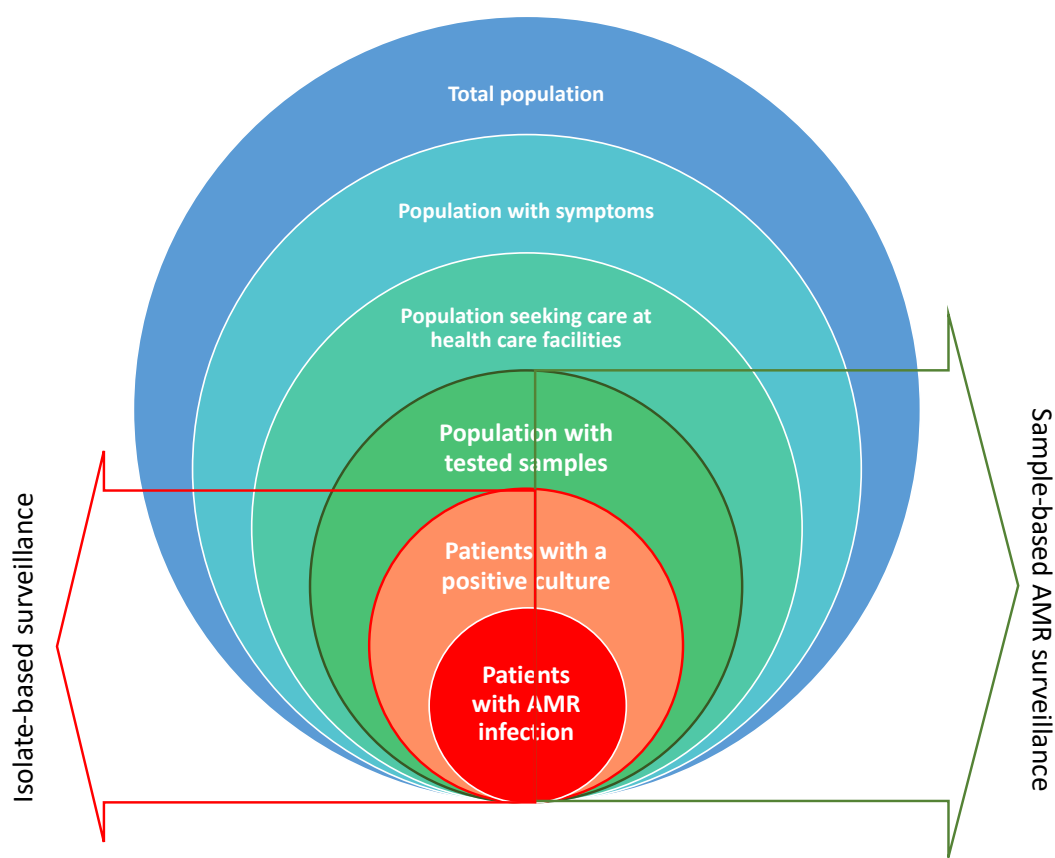 Total population
Population with symptoms
Population seeking care at
health care facilities
Population with
tested samples
Patients with a
positive culture
Patients
with AMR
infection
Isolate-based surveillance
Sample-based AMR surveillance